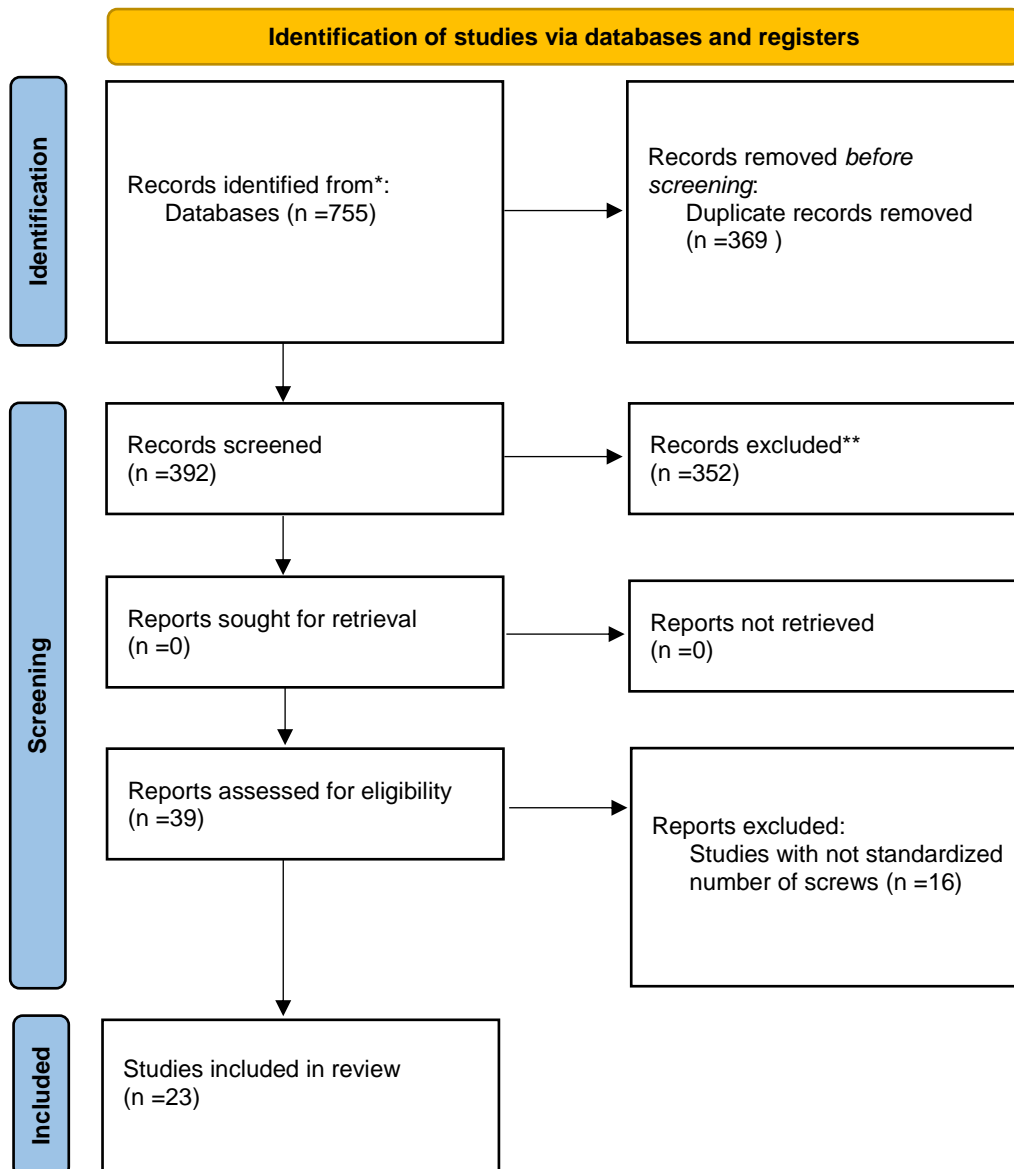 Identification of studies via databases and registers
Identification
Records identified from*:
Databases (n =755)
Records removed before
screening:
Duplicate records removed
(n =369 )
Screening
Records screened
(n =392)
Records excluded**
(n =352)
Reports sought for retrieval
(n =0)
Reports not retrieved
(n =0)
Reports assessed for eligibility
(n =39)
Reports excluded:
Studies with not standardized
number of screws (n =16)
Included
Studies included in review
(n =23)